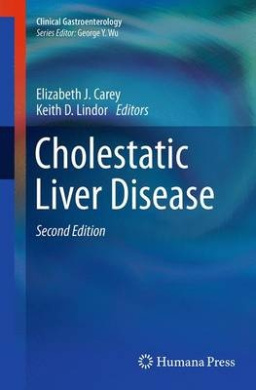 Clinical Gastroenterology
Series Editor: George Y. Wu
Elizabeth J. Carey
Keith D. Lindor Editors
Cholestatic
Liver Disease
Second Edition
Humana Press